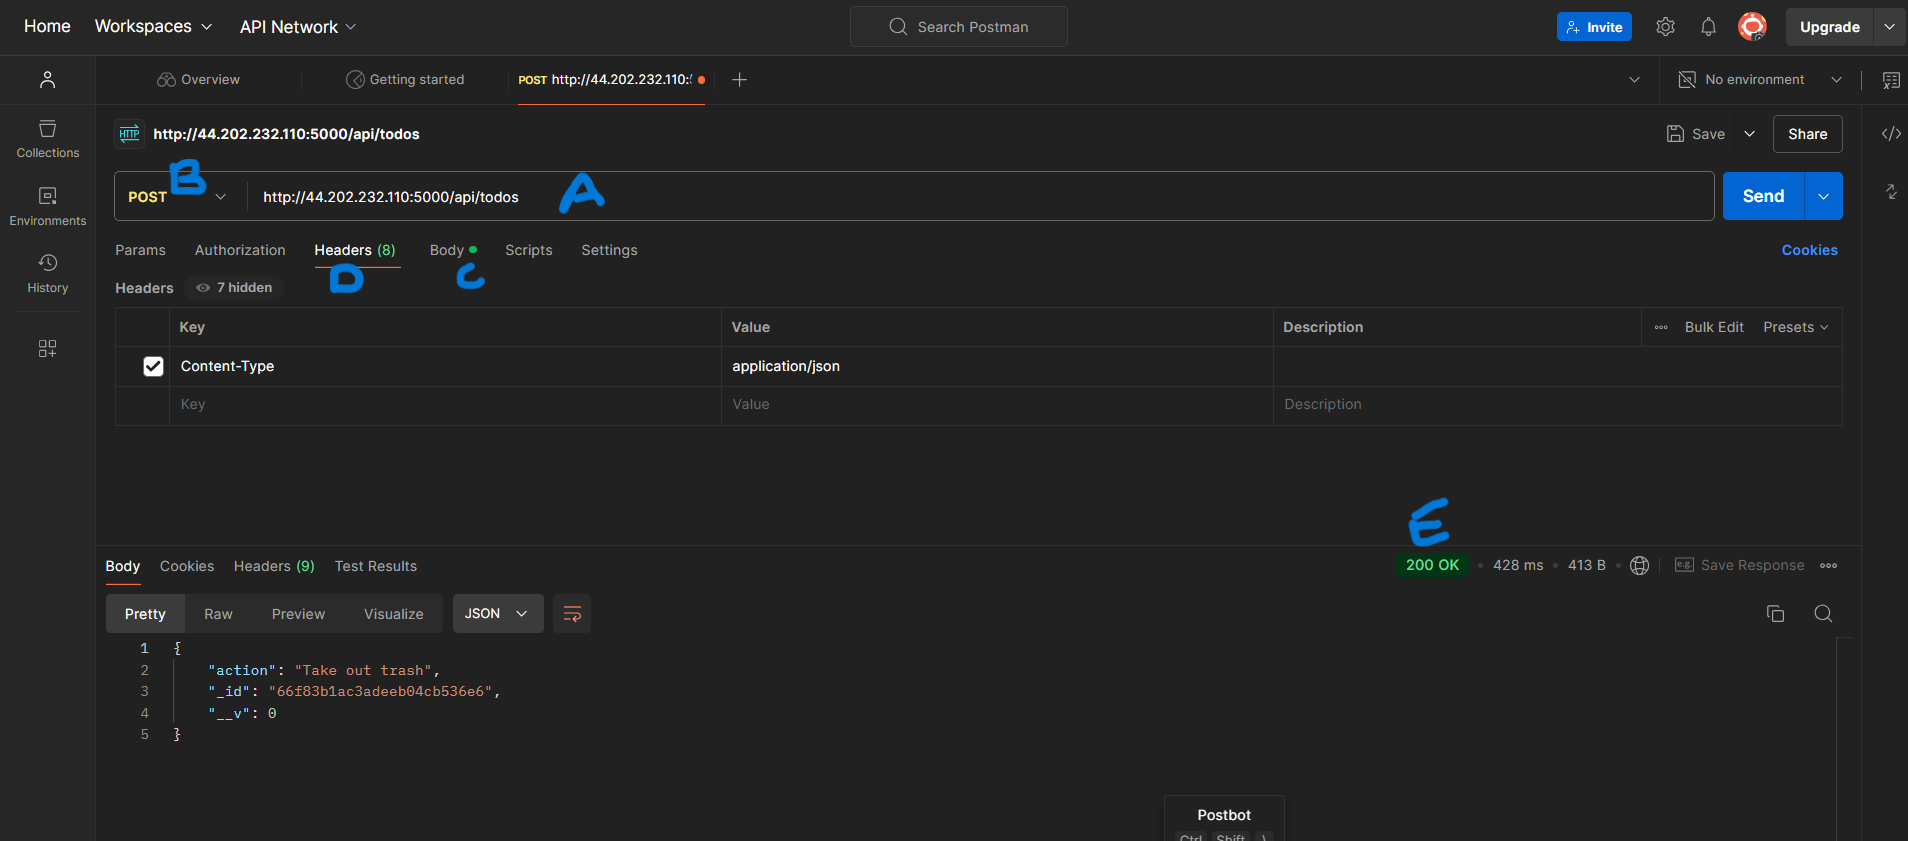 Home Workspaces API Network Search Postman Invite Upgrade
Overview Getting started POST http://44.202.232.110: No environment
HTTP http://44.202.232.110:5000/api/todos Save Share
Collections
B
POST http://44.202.232.110:5000/api/todos A Send
Environments
Params Authorization Headers (8) Body Scripts Settings Cookies
D C
History
Headers 7 hidden
Key Value Description Bulk Edit Presets
Content-Type application/json
Key Value Description
E
Body Cookies Headers (9) Test Results 200 OK 428 ms 413 B e.g. Save Response
Pretty Raw Preview Visualize JSON
1 {
2 "action": "Take out trash",
3 "_id": "66f83b1ac3adeeb04cb536e6",
4 "__v": 0
5 }
Postbot
Ctrl Shift \